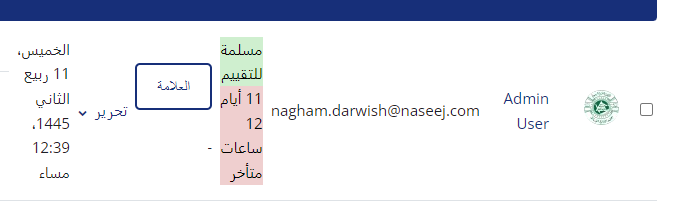 Admin
User
nagham.darwish@naseej.com
مسلمة
للتقييم
11 أيام
12
ساعات
متأخر
-
العلامة
تحرير
الخميس،
11 ربيع
الثاني
1445،
12:39
مساء